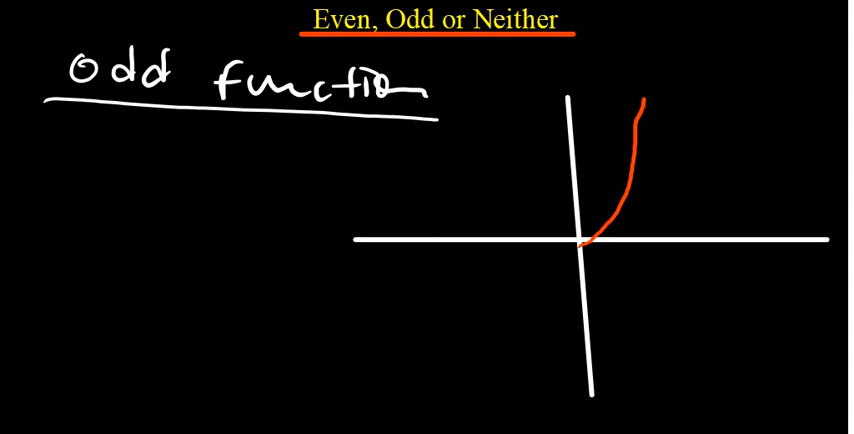 Even, Odd or Neither
Odd function